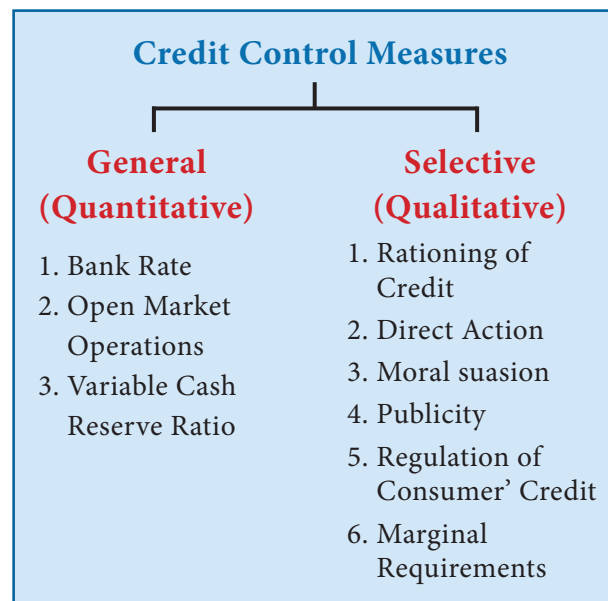 Credit Control Measures
General
(Quantitative)
1. Bank Rate
2. Open Market
Operations
3. Variable Cash
Reserve Ratio
Selective
(Qualitative)
1. Rationing of
Credit
2. Direct Action
3. Moral suasion
4. Publicity
5. Regulation of
Consumer’ Credit
6. Marginal
Requirements